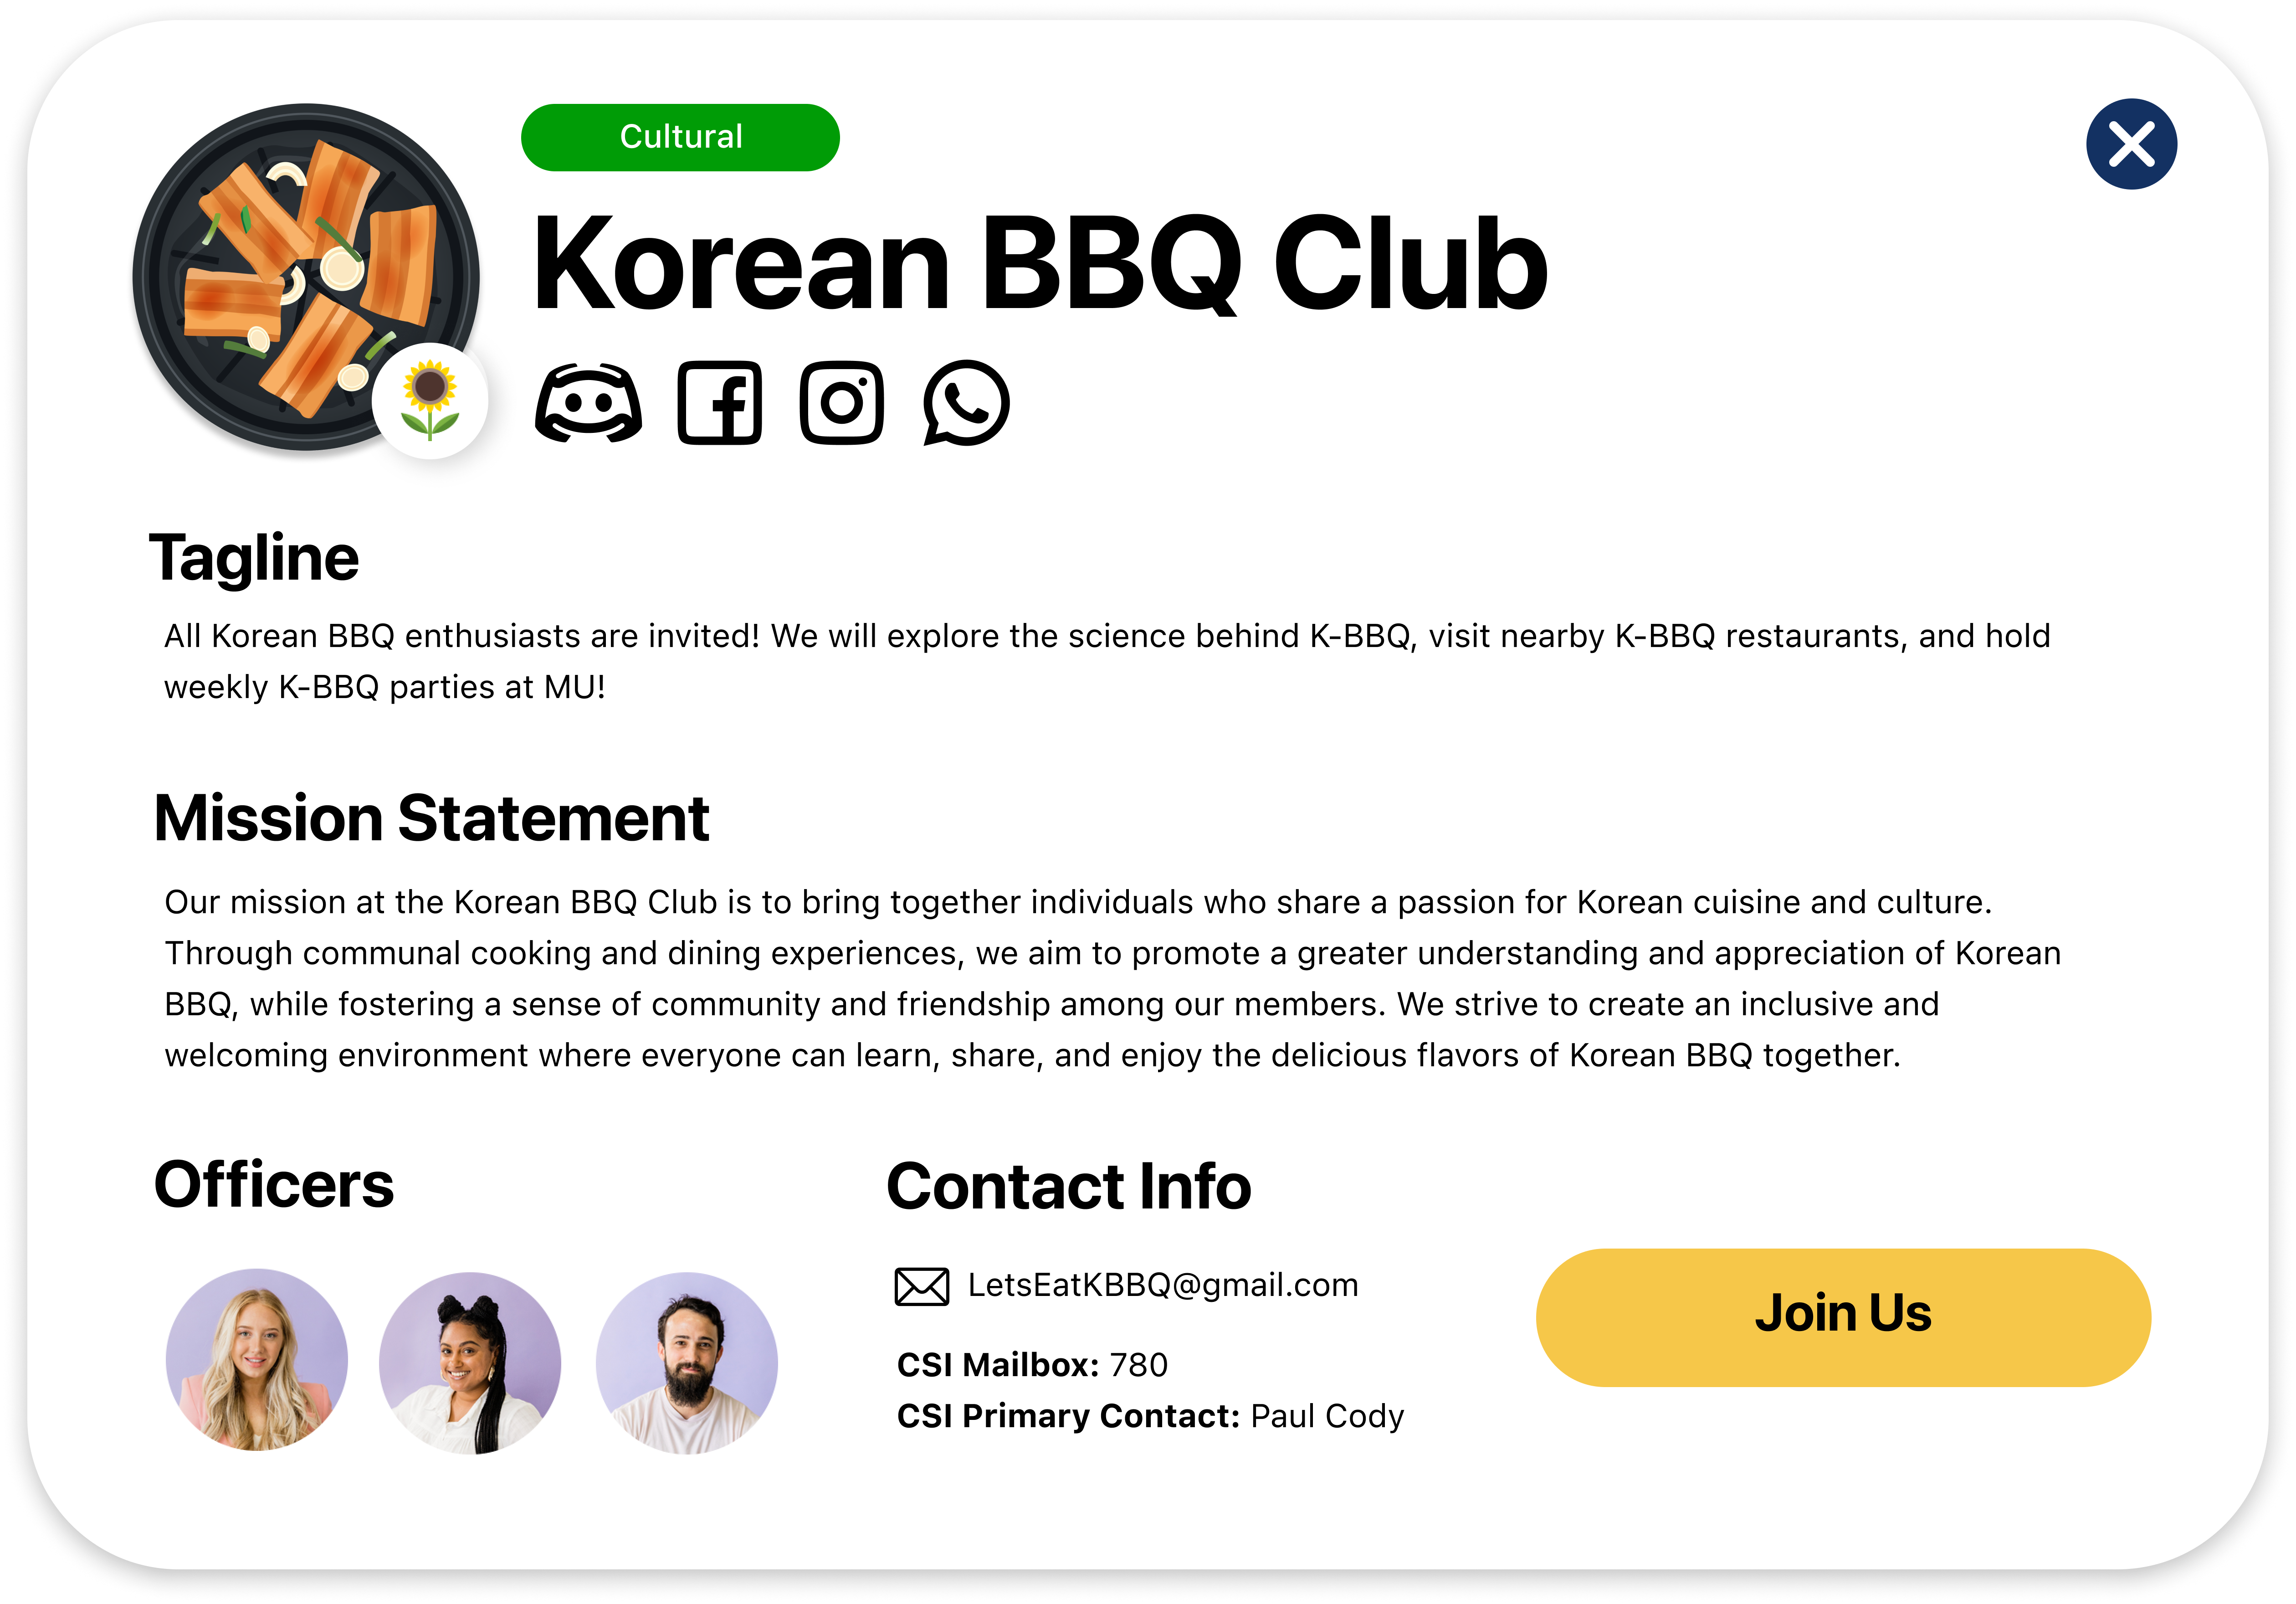 Cultural
Korean BBQ Club
Tagline
All Korean BBQ enthusiasts are invited! We will explore the science behind K-BBQ, visit nearby K-BBQ restaurants, and hold
weekly K-BBQ parties at MU!
Mission Statement
Our mission at the Korean BBQ Club is to bring together individuals who share a passion for Korean cuisine and culture.
Through communal cooking and dining experiences, we aim to promote a greater understanding and appreciation of Korean
BBQ, while fostering a sense of community and friendship among our members. We strive to create an inclusive and
welcoming environment where everyone can learn, share, and enjoy the delicious flavors of Korean BBQ together.
Officers
Contact Info
LetsEatKBBQ@gmail.com
CSI Mailbox: 780
CSI Primary Contact: Paul Cody
Join Us